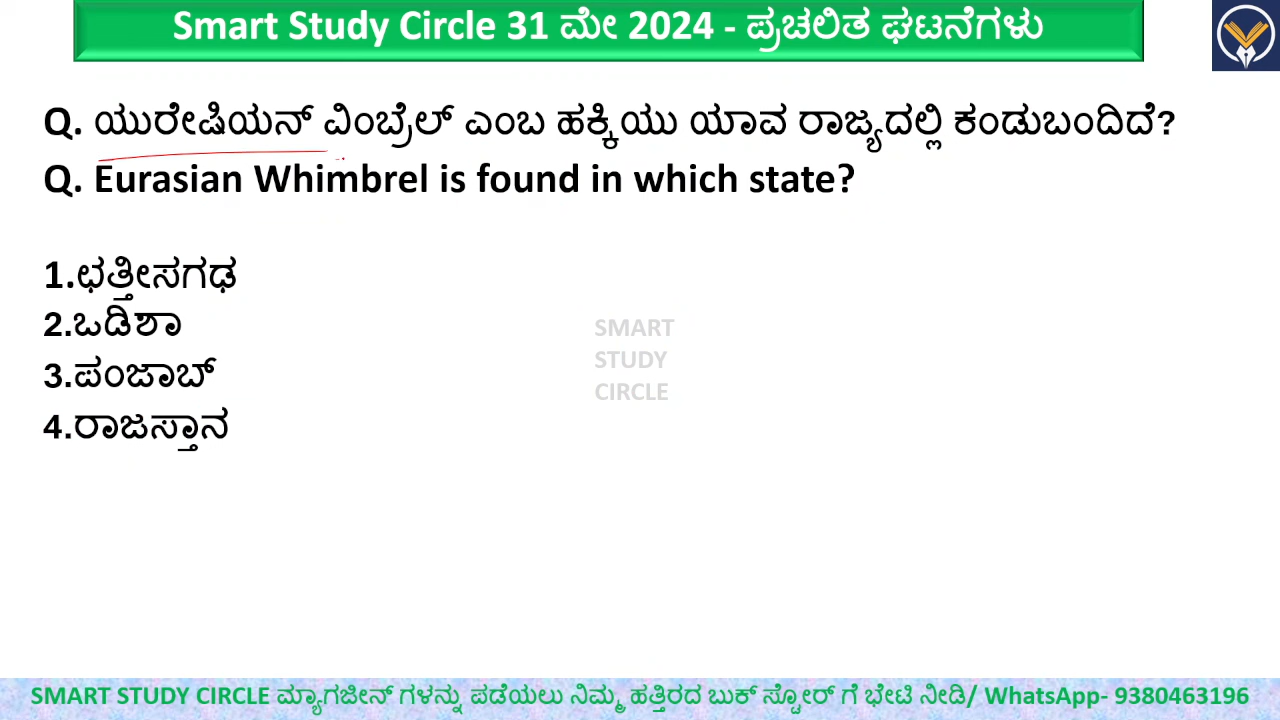 Smart Study Circle 31 ಮೇ 2024 - ಪ್ರಚಲಿತ ಘಟನೆಗಳು
Q. ಯುರೇಷಿಯನ್ ವಿಂಬ್ರೆಲ್ ಎಂಬ ಹಕ್ಕಿಯು ಯಾವ ರಾಜ್ಯದಲ್ಲಿ ಕಂಡುಬಂದಿದೆ?
Q. Eurasian Whimbrel is found in which state?
1.ಛತ್ತೀಸಗಢ
2.ಒಡಿಶಾ
3.ಪಂಜಾಬ್
4.ರಾಜಸ್ತಾನ
SMART
STUDY
CIRCLE
SMART STUDY CIRCLE ಮ್ಯಾಗಜೀನ್ ಗಳನ್ನು ಪಡೆಯಲು ನಿಮ್ಮ ಹತ್ತಿರದ ಬುಕ್ ಸ್ಟೋರ್ ಗೆ ಭೇಟಿ ನೀಡಿ/ WhatsApp- 9380463196